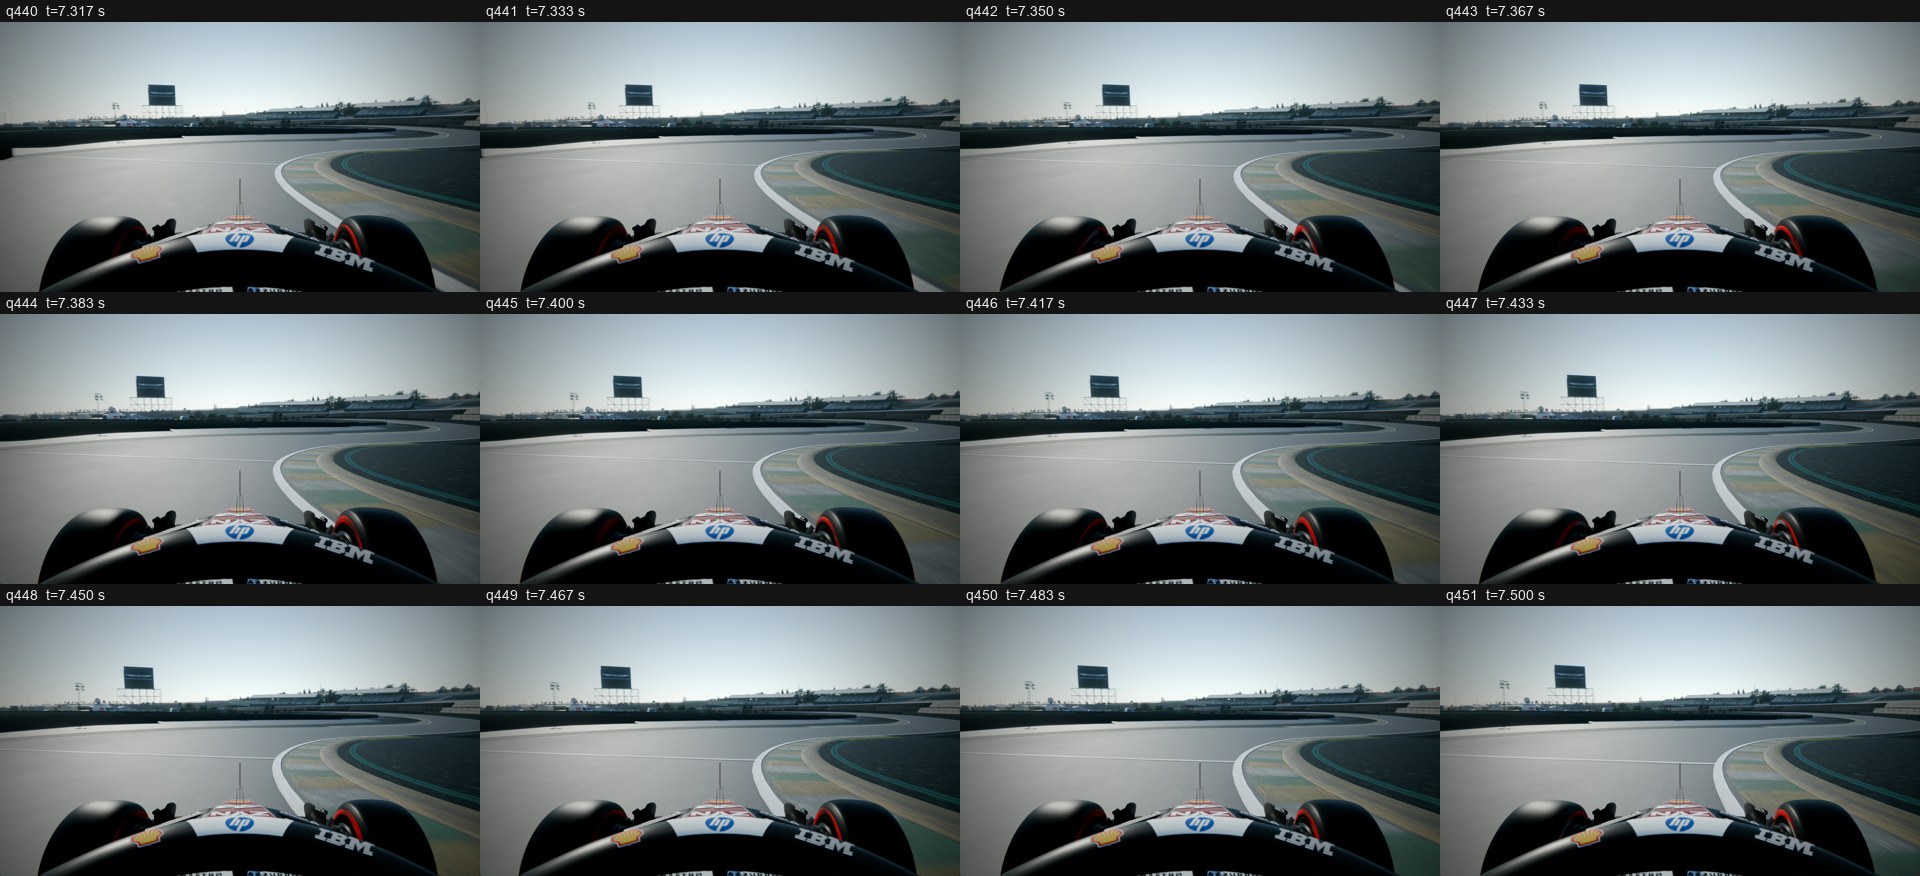 q440 t=7.317 s
q441 t=7.333 s
q442 t=7.350 s
q443 t=7.367 s
hp IBM
hp IBM
hp IBM
hp IBM
q444 t=7.383 s
q445 t=7.400 s
q446 t=7.417 s
q447 t=7.433 s
hp IBM
hp IBM
hp IBM
hp IBM
q448 t=7.450 s
q449 t=7.467 s
q450 t=7.483 s
q451 t=7.500 s
hp IBM
hp IBM
hp IBM
hp IBM